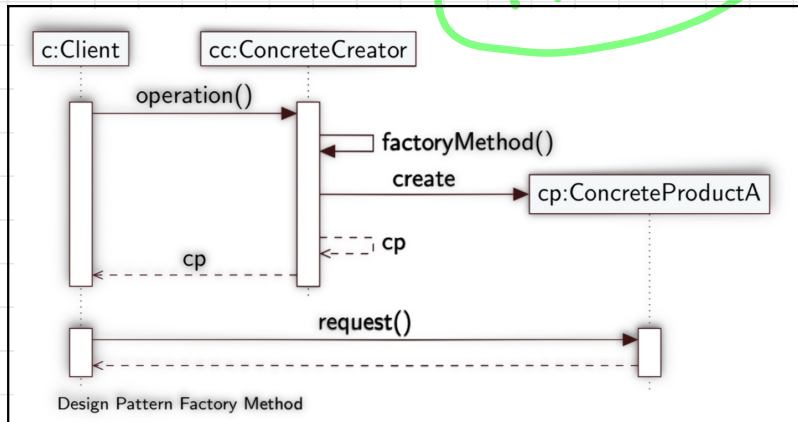 c:Client
cc:ConcreteCreator
operation()
factoryMethod()
create
cp:ConcreteProductA
cp
cp
request()
Design Pattern Factory Method